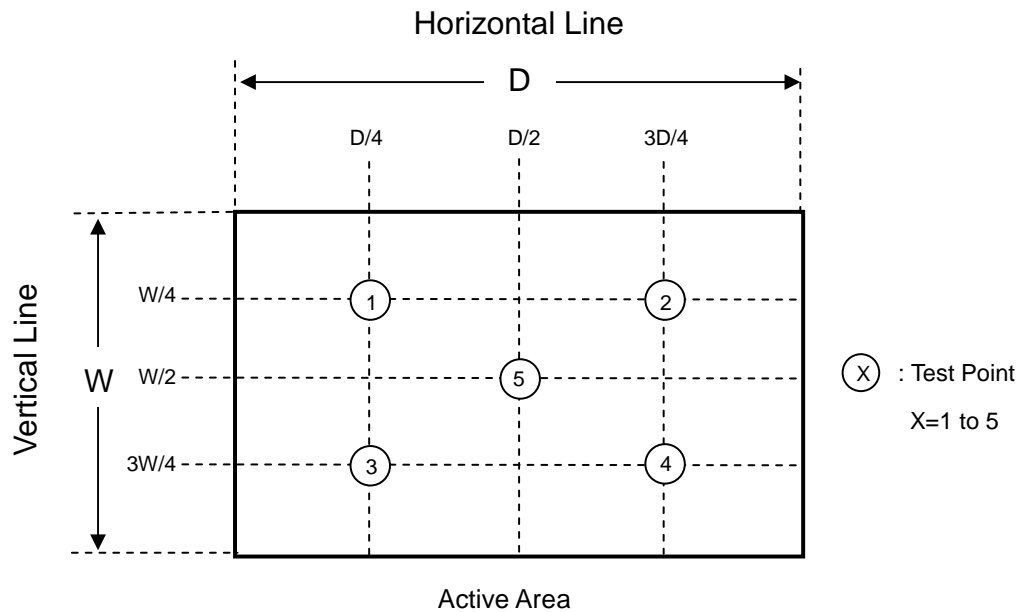 Horizontal Line
D
D/4 D/2 3D/4
Vertical Line
W
W/4
1 2
W/2
5
X : Test Point
X=1 to 5
3W/4
3 4
Active Area